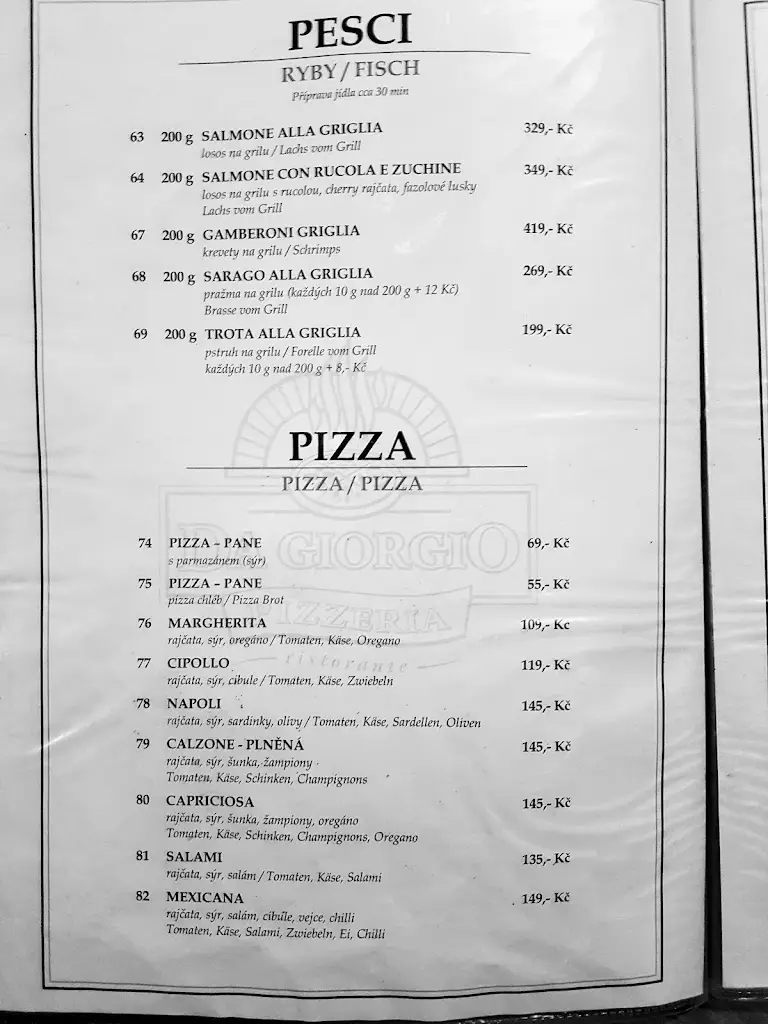 PESCI
RYBY / FISCH
Příprava jídla cca 30 min
63 200 g SALMONE ALLA GRIGLIA 329,- Kč
losos na grilu / Lachs vom Grill
64 200 g SALMONE CON RUCOLA E ZUCHINE 349,- Kč
losos na grilu s rucolou, cherry rajčata, fazolové lusky
Lachs vom Grill
67 200 g GAMBERONI GRIGLIA 419,- Kč
krevety na grilu / Schrimps
68 200 g SARAGO ALLA GRIGLIA 269,- Kč
pražma na grilu (každých 10 g nad 200 g + 12 Kč)
Brasse vom Grill
69 200 g TROTA ALLA GRIGLIA 199,- Kč
pstruh na grilu / Forelle vom Grill
každých 10 g nad 200 g + 8,- Kč
PIZZA
PIZZA / PIZZA
DA GIORGIO
PIZZERIA
ristorante
74 PIZZA – PANE 69,- Kč
s parmazánem (sýr)
75 PIZZA – PANE 55,- Kč
pizza chléb / Pizza Brot
76 MARGHERITA 109,- Kč
rajčata, sýr, oregáno / Tomaten, Käse, Oregano
77 CIPOLLO 119,- Kč
rajčata, sýr, cibule / Tomaten, Käse, Zwiebeln
78 NAPOLI 145,- Kč
rajčata, sýr, sardinky, olivy / Tomaten, Käse, Sardellen, Oliven
79 CALZONE - PLNĚNÁ 145,- Kč
rajčata, sýr, šunka, žampiony
Tomaten, Käse, Schinken, Champignons
80 CAPRICIOSA 145,- Kč
rajčata, sýr, šunka, žampiony, oregáno
Tomaten, Käse, Schinken, Champignons, Oregano
81 SALAMI 135,- Kč
rajčata, sýr, salám / Tomaten, Käse, Salami
82 MEXICANA 149,- Kč
rajčata, sýr, salám, cibule, vejce, chilli
Tomaten, Käse, Salami, Zwiebeln, Ei, Chilli